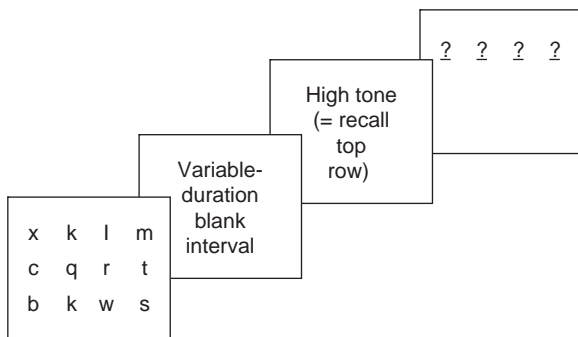 x k l m
c q r t
b k w s
Variable-
duration
blank
interval
High tone
(= recall
top
row)
? ? ? ?